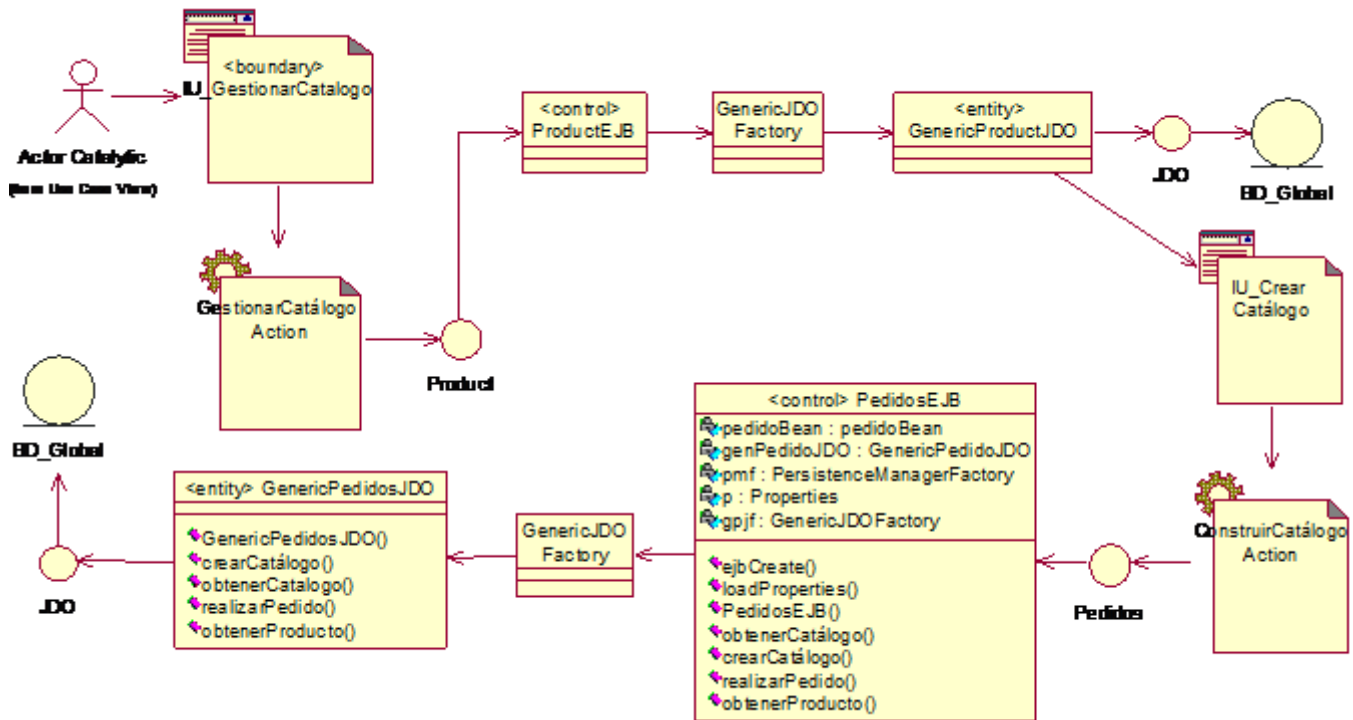 <boundary>
IU_GestionarCatalogo
Actor Catalytic
<control>
ProductEJB
GenericJDO
Factory
<entity>
GenericProductJDO
JDO
BD_Global
GestionarCatálogo
Action
Product
IU_Crear
Catálogo
BD_Global
<entity> GenericPedidosJDO
GenericPedidosJDO()
crearCatálogo()
obtenerCatalogo()
realizarPedido()
obtenerProducto()
JDO
GenericJDO
Factory
<control> PedidosEJB
pedidoBean : pedidoBean
genPedidoJDO : GenericPedidoJDO
pmf : PersistenceManagerFactory
p : Properties
gpjf : GenericJDOFactory
ejbCreate()
loadProperties()
PedidosEJB()
obtenerCatálogo()
crearCatálogo()
realizarPedido()
obtenerProducto()
Pedidos
ConstruirCatálogo
Action